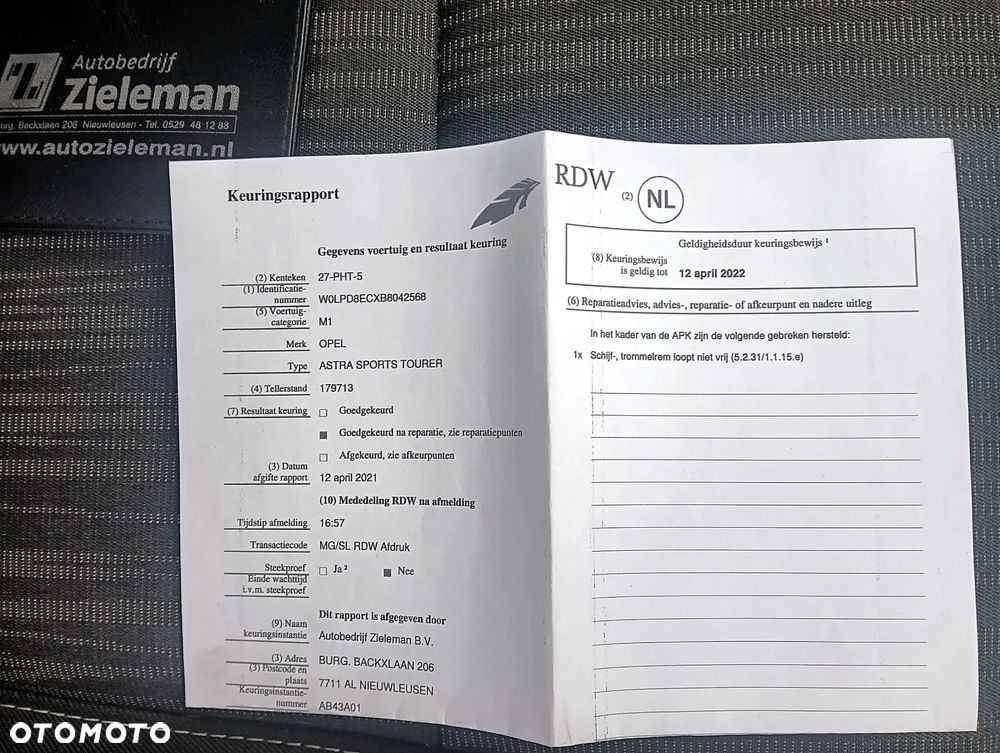 Autobedrijf
Zieleman
Burg. Backxlaan 206 Nieuwleusen - Tel. 0529 48 12 88
www.autozieleman.nl
Keuringsrapport
Gegevens voertuig en resultaat keuring
(2) Kenteken 27-PHT-5
(1) Identificatie-
nummer W0LPD8ECXB8042568
(5) Voertuig-
categorie M1
Merk OPEL
Type ASTRA SPORTS TOURER
(4) Tellerstand 179713
(7) Resultaat keuring Goedgekeurd
Goedgekeurd na reparatie, zie reparatiepunten
Afgekeurd, zie afkeurpunten
(3) Datum
afgifte rapport 12 april 2021
(10) Mededeling RDW na afmelding
Tijdstip afmelding 16:57
Transactiecode MG/SL RDW Afdruk
Steekproef Ja ² Nee
Einde wachttijd
i.v.m. steekproef
Dit rapport is afgegeven door
(9) Naam
keuringsinstantie Autobedrijf Zieleman B.V.
(3) Adres BURG. BACKXLAAN 206
(3) Postcode en
plaats 7711 AL NIEUWLEUSEN
Keuringsinstantie-
nummer AB43A01
RDW (2) NL
Geldigheidsduur keuringsbewijs ¹
(8) Keuringsbewijs
is geldig tot 12 april 2022
(6) Reparatieadvies, advies-, reparatie- of afkeurpunt en nadere uitleg
In het kader van de APK zijn de volgende gebreken hersteld:
1x Schijf-, trommelrem loopt niet vrij (5.2.31/1.1.15.e)
OTOMOTO